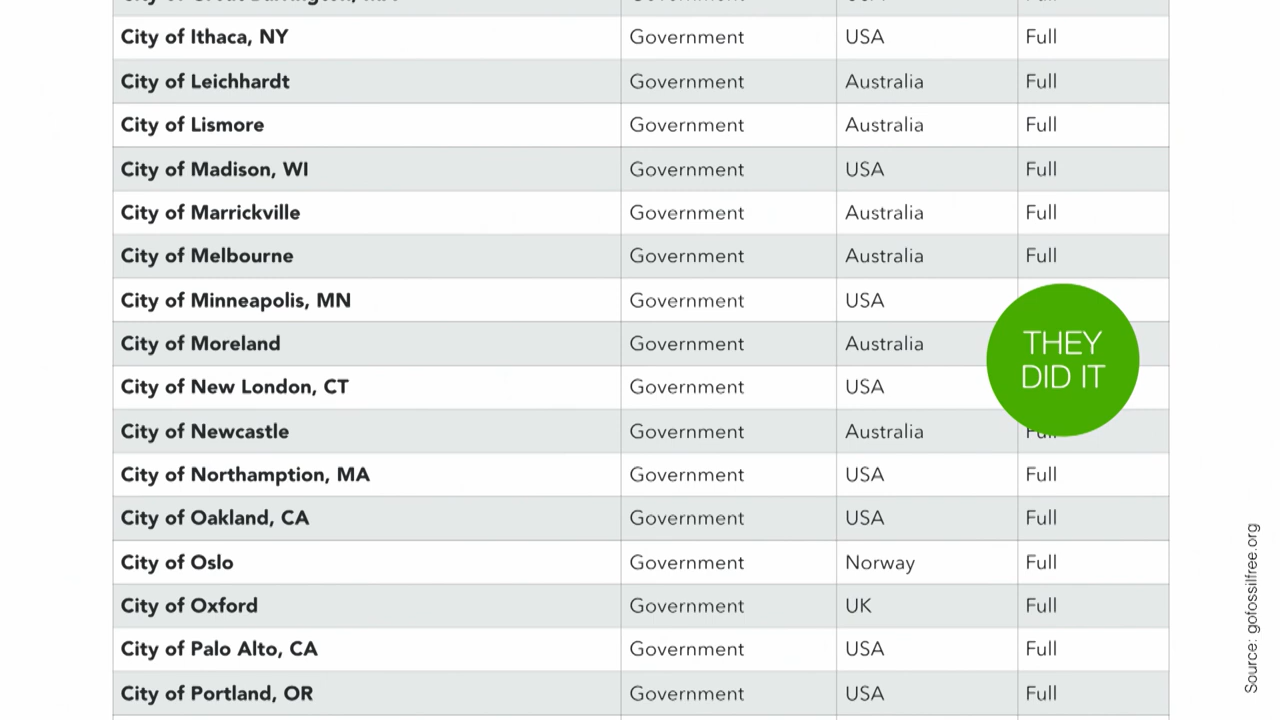 City of Ithaca, NY Government USA Full
City of Leichhardt Government Australia Full
City of Lismore Government Australia Full
City of Madison, WI Government USA Full
City of Marrickville Government Australia Full
City of Melbourne Government Australia Full
City of Minneapolis, MN Government USA
City of Moreland Government Australia
City of New London, CT Government USA
THEY
DID IT
City of Newcastle Government Australia
City of Northamption, MA Government USA Full
City of Oakland, CA Government USA Full
City of Oslo Government Norway Full
City of Oxford Government UK Full
City of Palo Alto, CA Government USA Full
City of Portland, OR Government USA Full
Source: gofossilfree.org